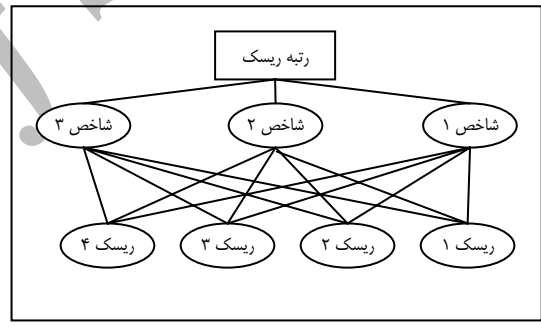 رتبه ریسک
شاخص ۱ شاخص ۲ شاخص ۳
ریسک ۱ ریسک ۲ ریسک ۳ ریسک ۴